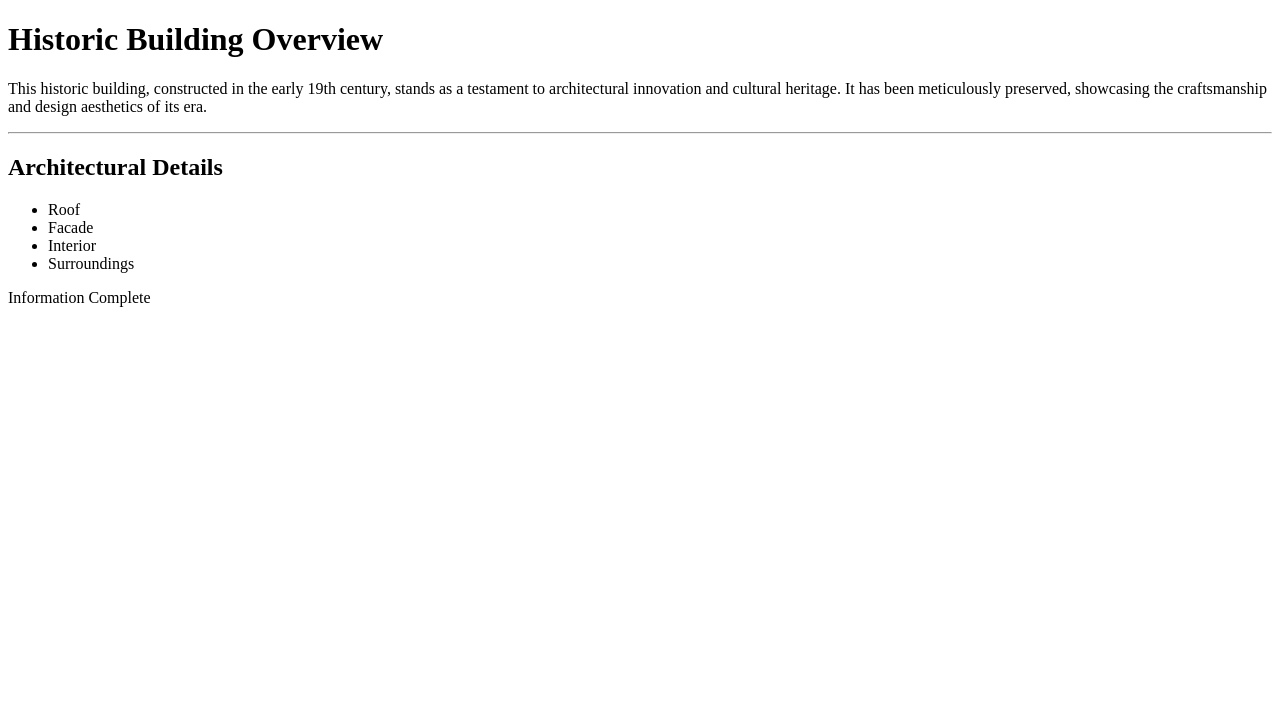 Historic Building Overview
This historic building, constructed in the early 19th century, stands as a testament to architectural innovation and cultural heritage. It has been meticulously preserved, showcasing the craftsmanship
and design aesthetics of its era.
Architectural Details
Roof
Facade
Interior
Surroundings
Information Complete